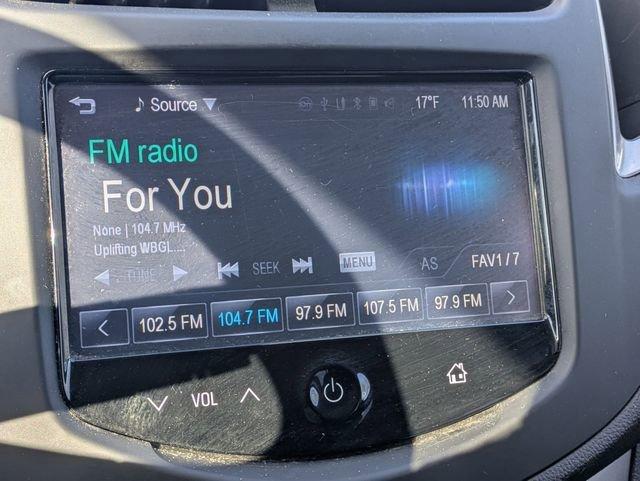 Source 17°F 11:50 AM
FM radio
For You
None | 104.7 MHz
Uplifting WBGL....
TUNE SEEK MENU AS FAV1 / 7
102.5 FM 104.7 FM 97.9 FM 107.5 FM 97.9 FM
VOL